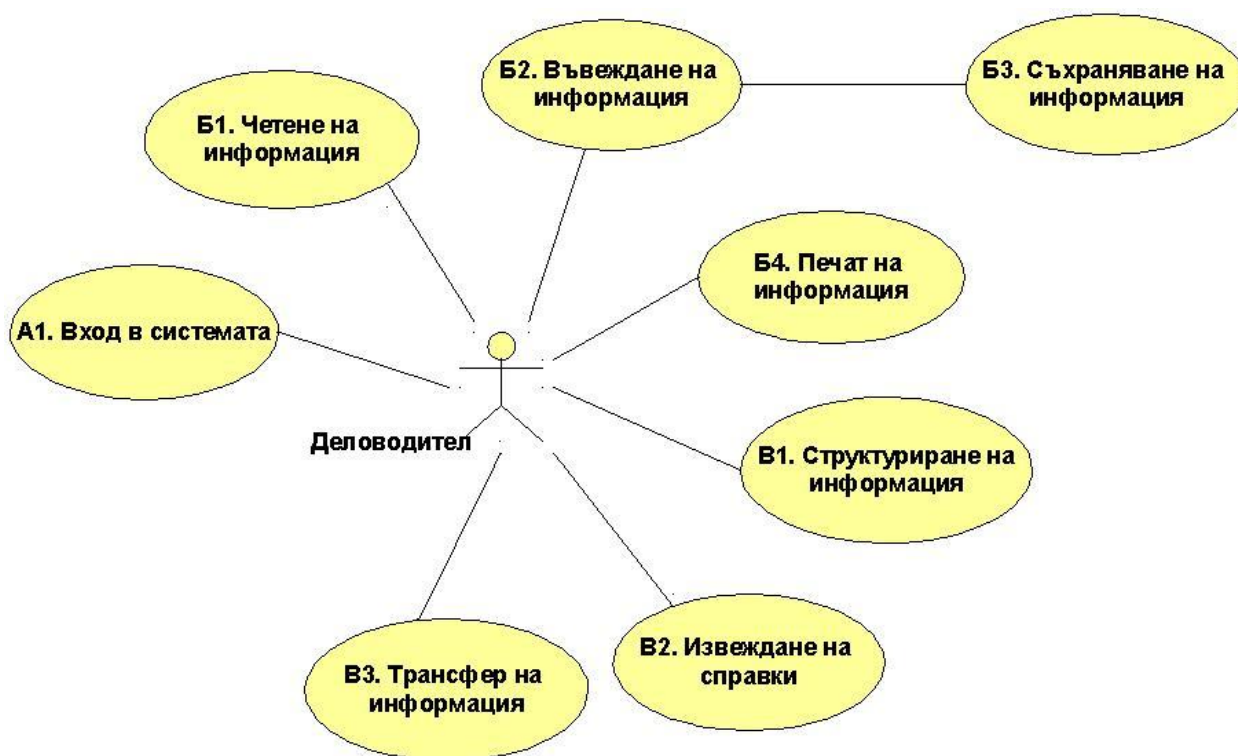 Б2. Въвеждане на
информация
Б3. Съхраняване на
информация
Б1. Четене на
информация
Б4. Печат на
информация
А1. Вход в системата
Деловодител
В1. Структуриране на
информация
В2. Извеждане на
справки
В3. Трансфер на
информация